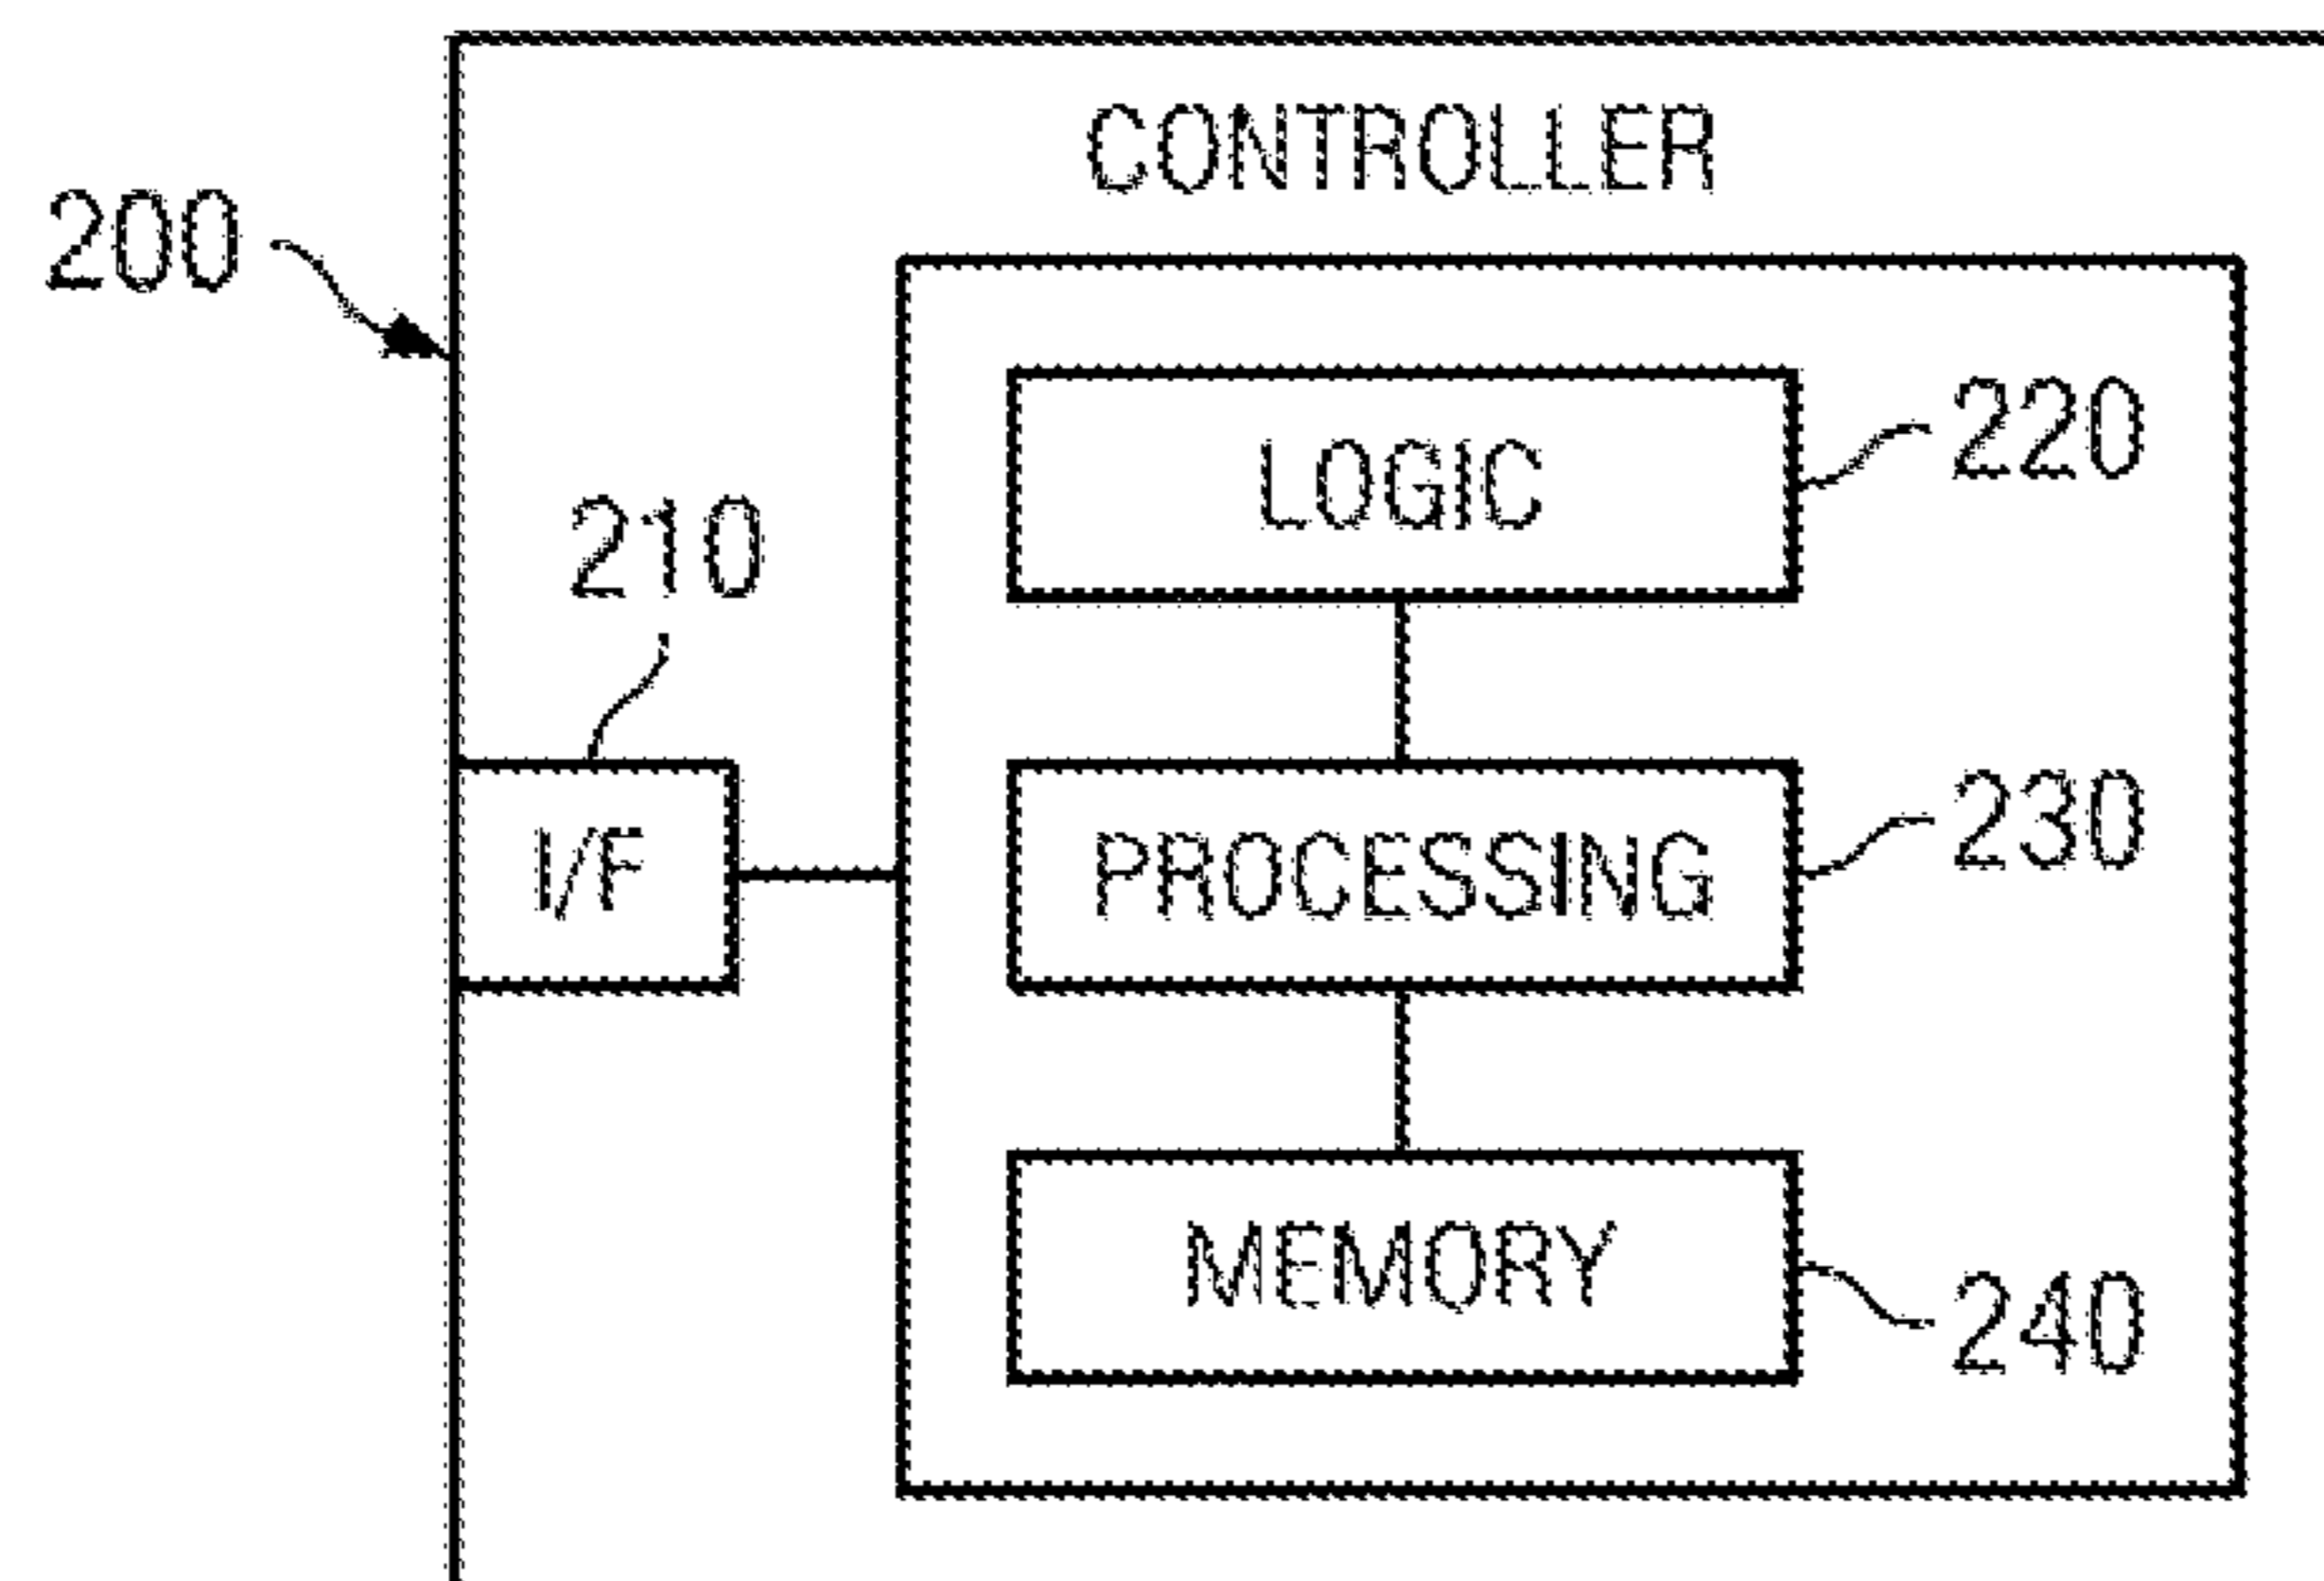 CONTROLLER
200
LOGIC
220
210
I/F
PROCESSING
230
MEMORY
240